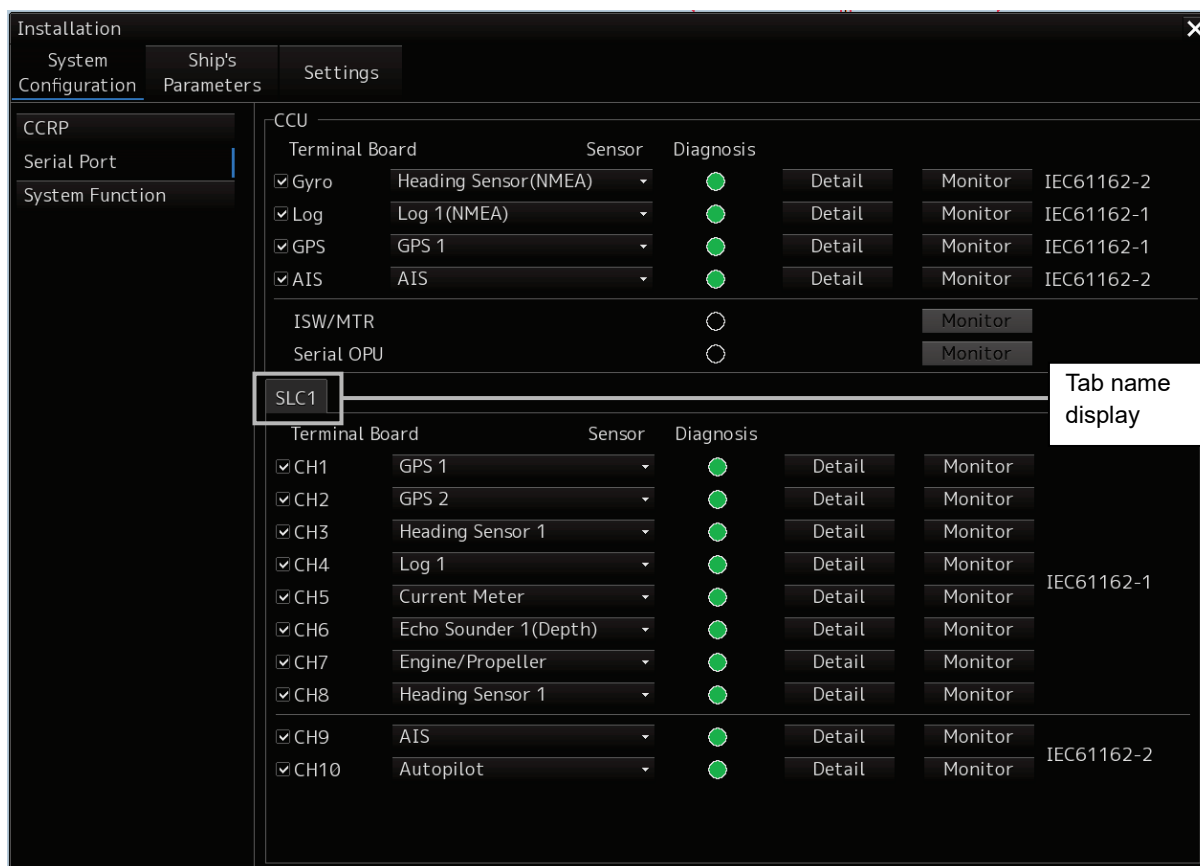 Installation
System Configuration
Ship's Parameters
Settings
CCRP
Serial Port
System Function
CCU
Terminal Board Sensor Diagnosis
Gyro Heading Sensor(NMEA) Detail Monitor IEC61162-2
Log Log 1(NMEA) Detail Monitor IEC61162-1
GPS GPS 1 Detail Monitor IEC61162-1
AIS AIS Detail Monitor IEC61162-2
ISW/MTR Monitor
Serial OPU Monitor
SLC1
Tab name
display
Terminal Board Sensor Diagnosis
CH1 GPS 1 Detail Monitor
CH2 GPS 2 Detail Monitor
CH3 Heading Sensor 1 Detail Monitor
CH4 Log 1 Detail Monitor
IEC61162-1
CH5 Current Meter Detail Monitor
CH6 Echo Sounder 1(Depth) Detail Monitor
CH7 Engine/Propeller Detail Monitor
CH8 Heading Sensor 1 Detail Monitor
CH9 AIS Detail Monitor
IEC61162-2
CH10 Autopilot Detail Monitor